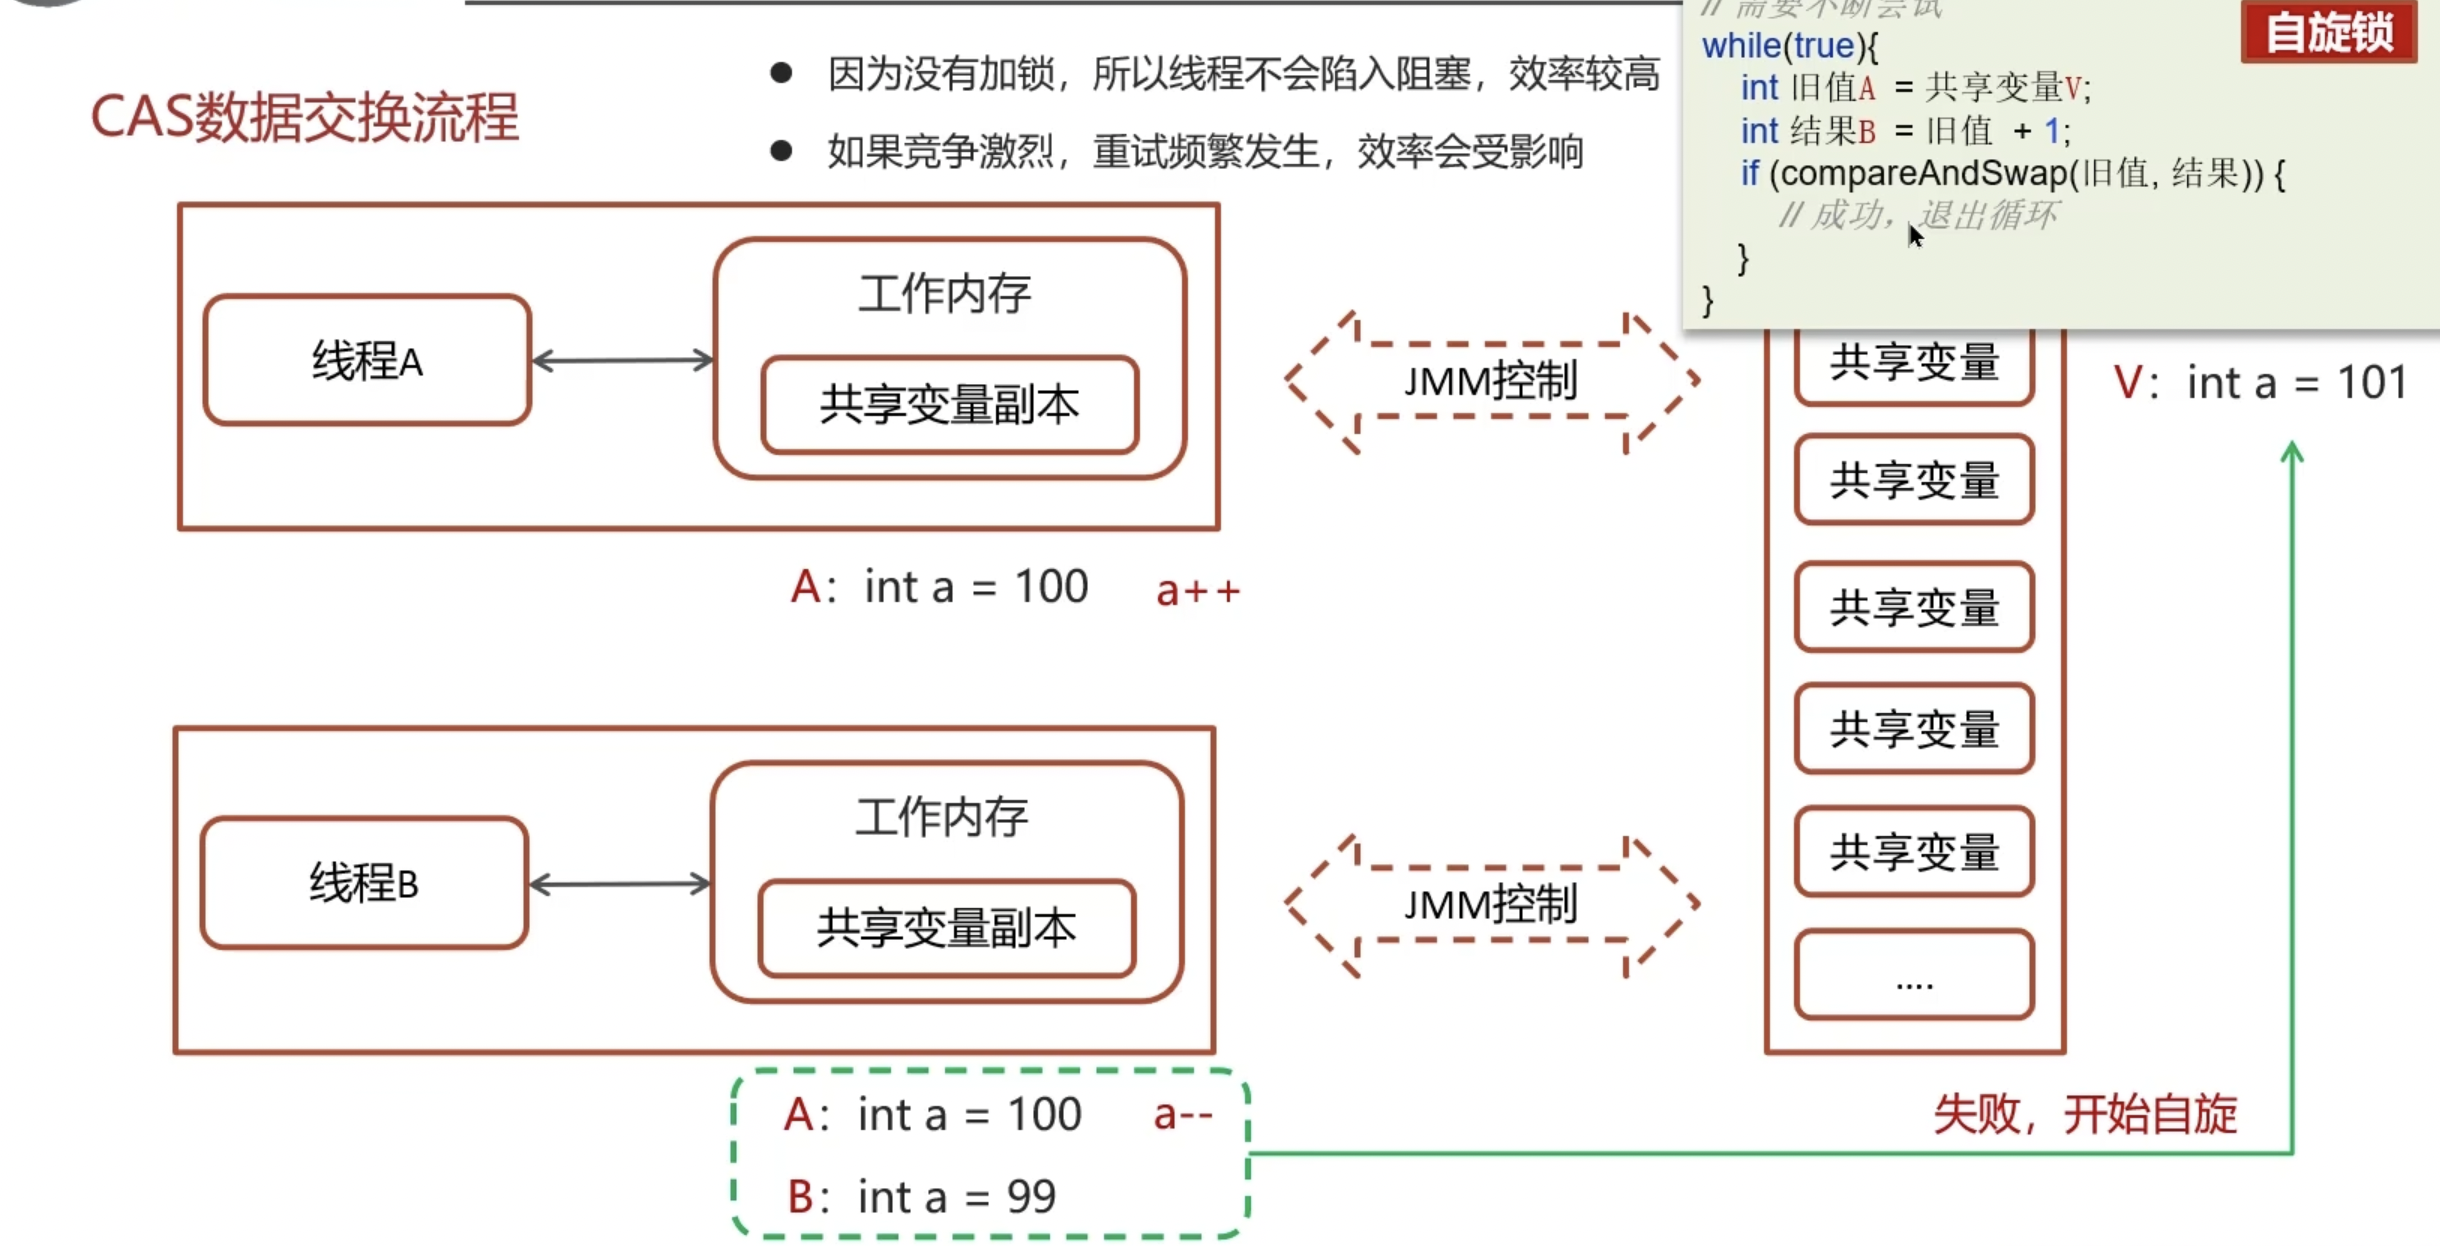 CAS数据交换流程
● 因为没有加锁，所以线程不会陷入阻塞，效率较高
● 如果竞争激烈，重试频繁发生，效率会受影响
// 需要不断尝试
自旋锁
while(true){
int 旧值A = 共享变量V;
int 结果B = 旧值 + 1;
if (compareAndSwap(旧值, 结果)) {
// 成功，退出循环
}
}
工作内存
线程A
共享变量副本
JMM控制
共享变量
V： int a = 101
共享变量
A： int a = 100 a++
共享变量
共享变量
工作内存
线程B
共享变量副本
JMM控制
共享变量
....
A： int a = 100 a--
B： int a = 99
失败，开始自旋